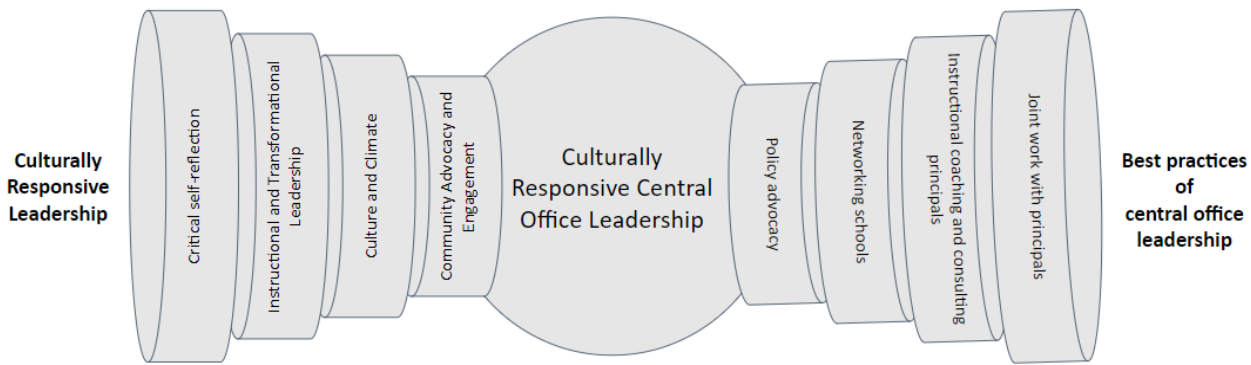 Culturally
Responsive
Leadership
Critical self-reflection
Instructional and Transformational
Leadership
Culture and Climate
Community Advocacy and
Engagement
Culturally
Responsive Central
Office Leadership
Policy advocacy
Networking schools
Instructional coaching and consulting
principals
Joint work with principals
Best practices
of
central office
leadership